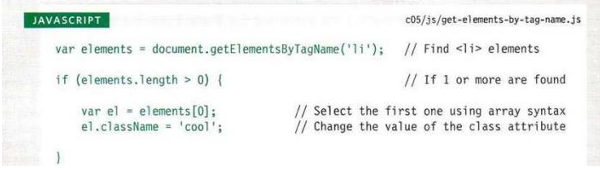 JAVASCRIPT c05/js/get-elements-by-tag-name.js
var elements = document.getElementsByTagName('li'); // Find <li> elements
if (elements.length > 0) { // If 1 or more are found
var el = elements[0]; // Select the first one using array syntax
el.className = 'cool'; // Change the value of the class attribute
}